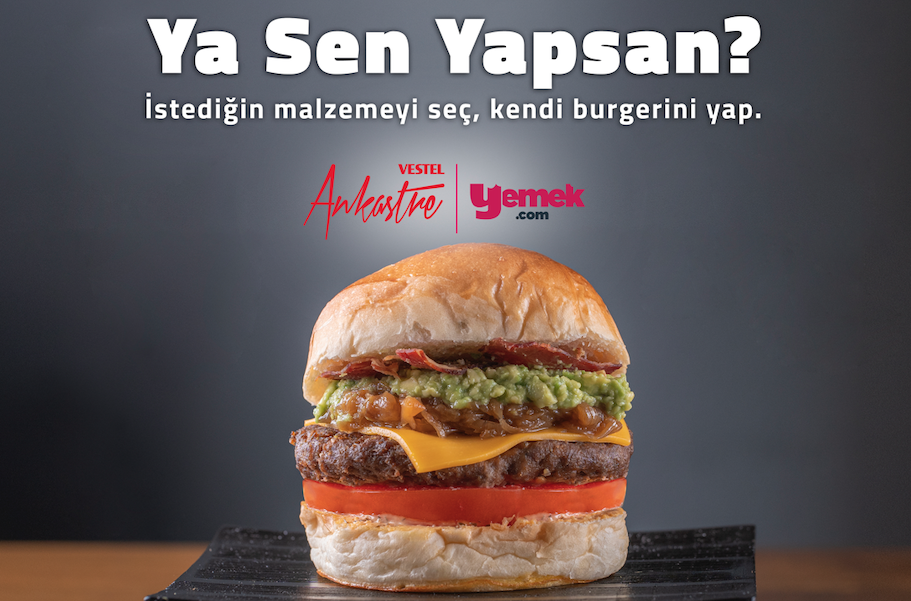 Ya Sen Yapsan?
İstediğin malzemeyi seç, kendi burgerini yap.
VESTEL
Ankastre
yemek
.com